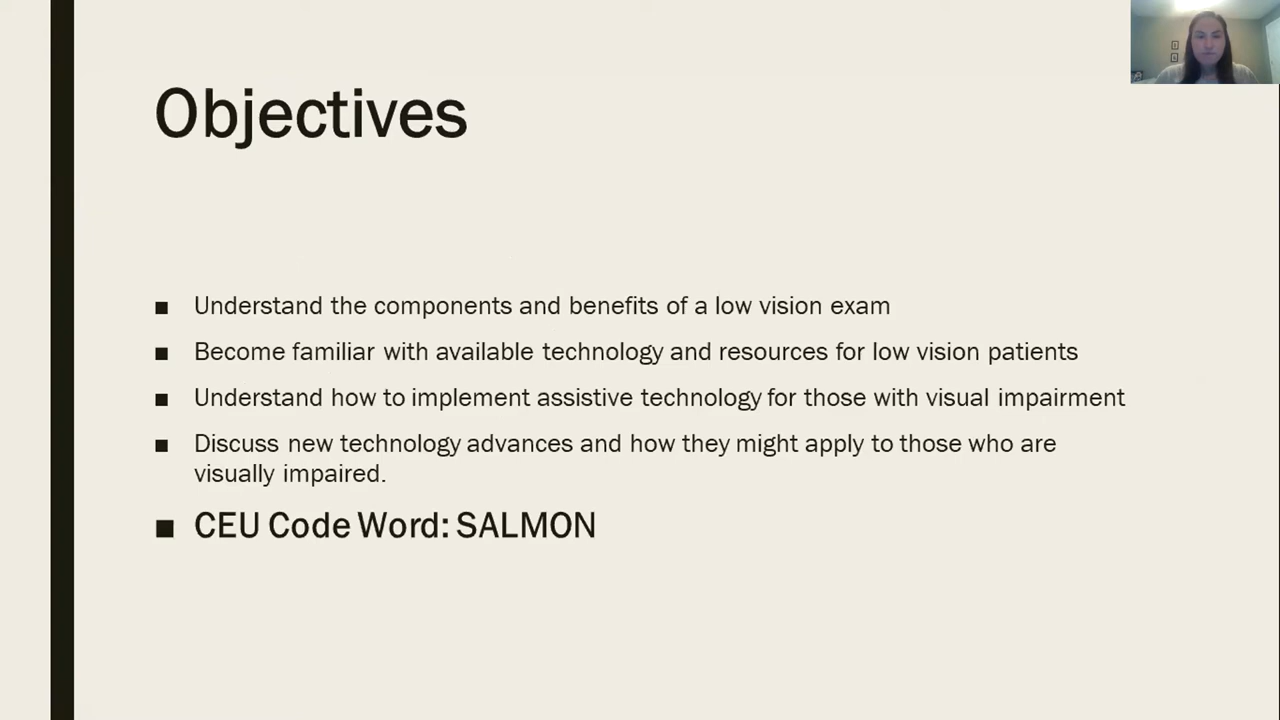 Objectives
■ Understand the components and benefits of a low vision exam
■ Become familiar with available technology and resources for low vision patients
■ Understand how to implement assistive technology for those with visual impairment
■ Discuss new technology advances and how they might apply to those who are
visually impaired.
■ CEU Code Word: SALMON